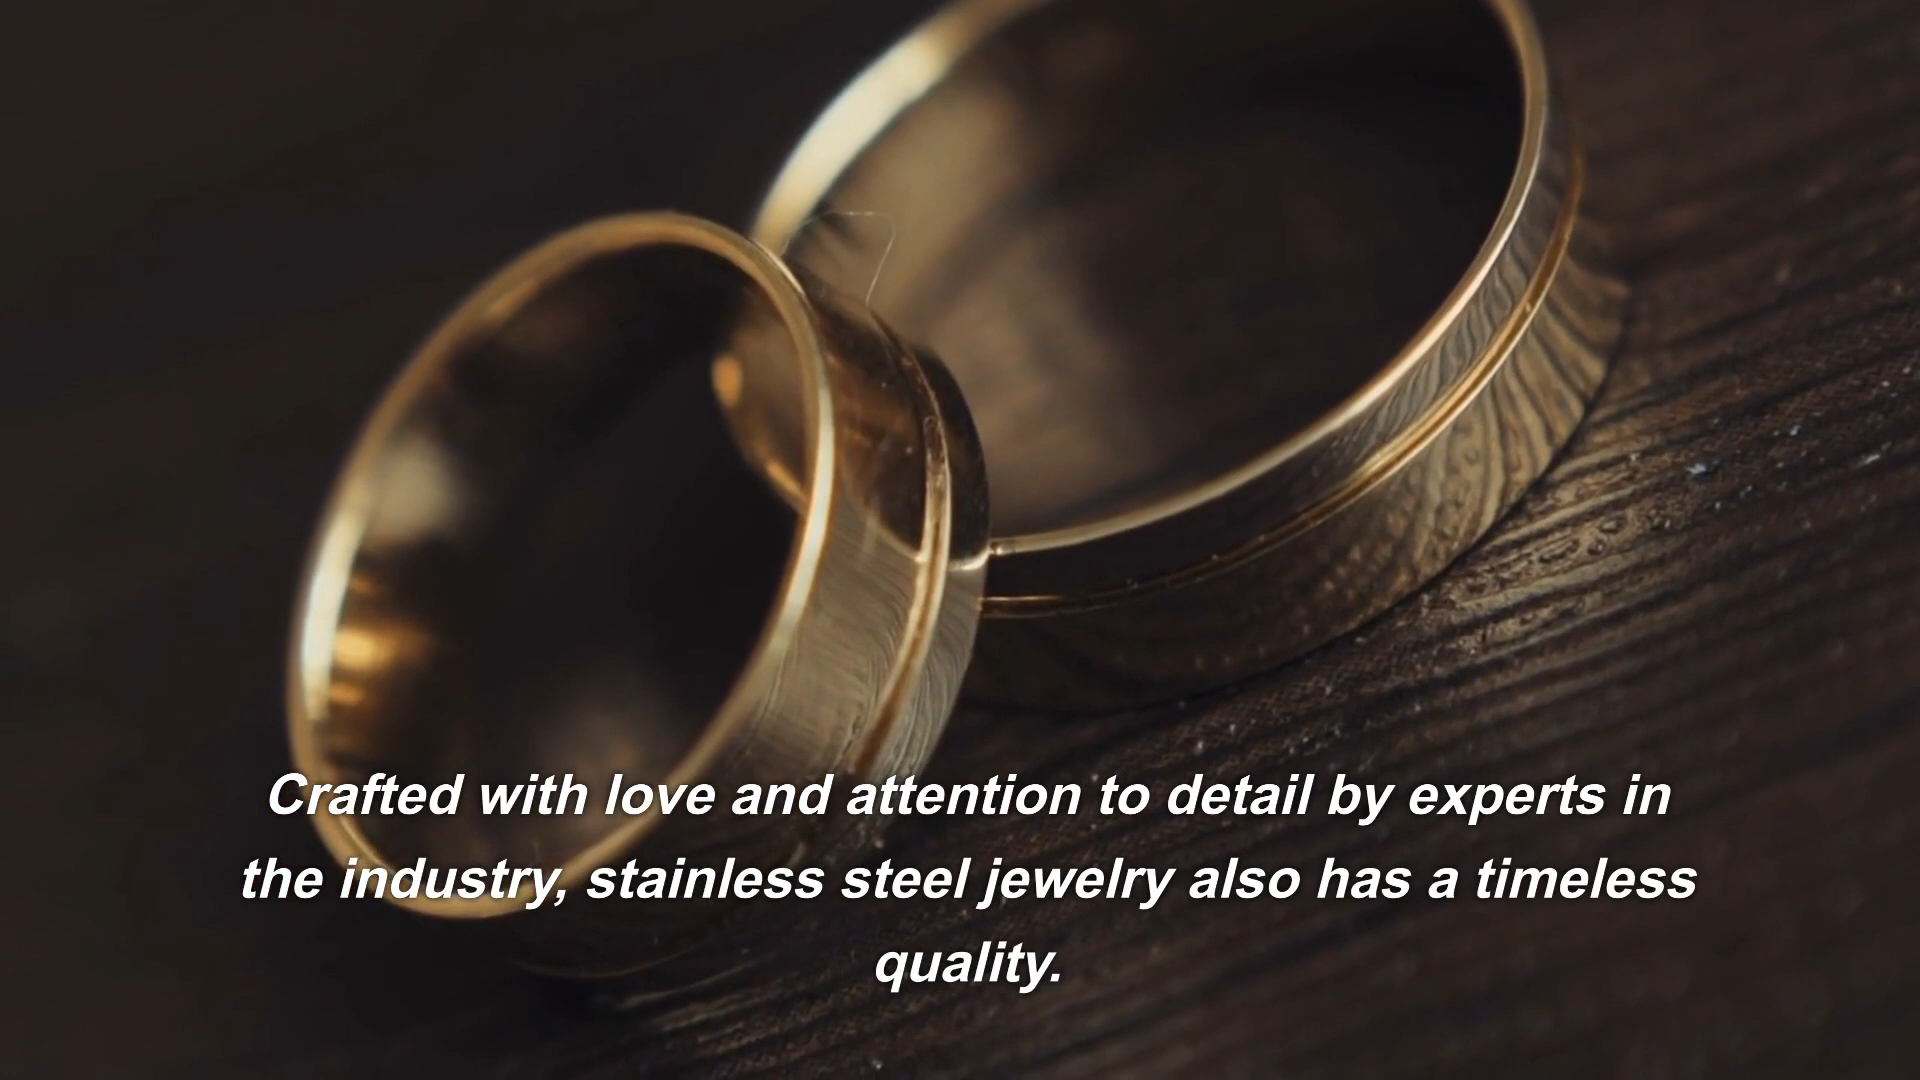 Crafted with love and attention to detail by experts in
the industry, stainless steel jewelry also has a timeless
quality.